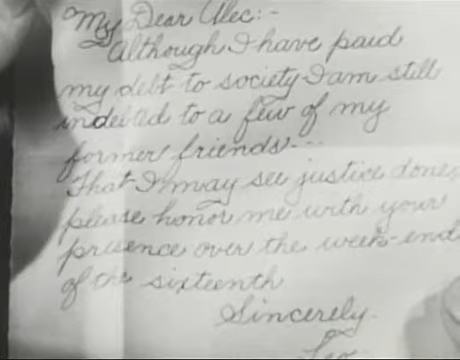 My Dear Alec:-
Although I have paid
my debt to society I am still
indebted to a few of my
former friends---
That I may see justice done,
please honor me with your
presence over the week-end
of the sixteenth
Sincerely
Leo